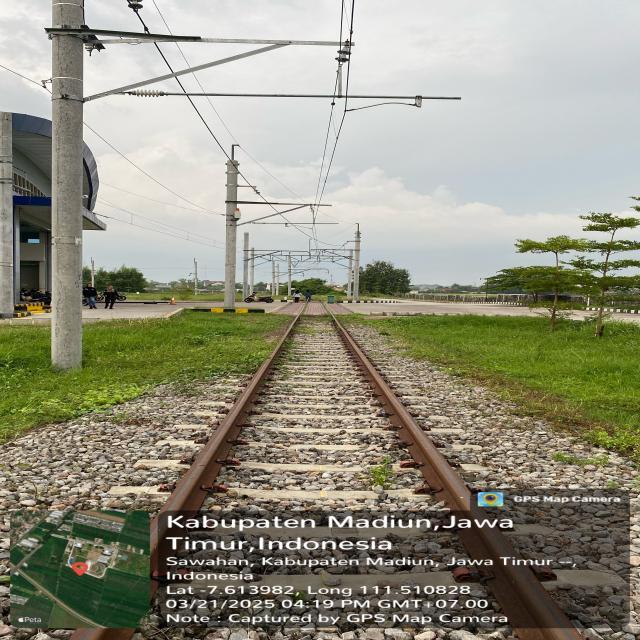 GPS Map Camera
Kabupaten Madiun,Jawa
Timur,Indonesia
Sawahan, Kabupaten Madiun, Jawa Timur --,
Indonesia
Lat -7.613982, Long 111.510828
03/21/2025 04:19 PM GMT+07.00
Note : Captured by GPS Map Camera
Peta